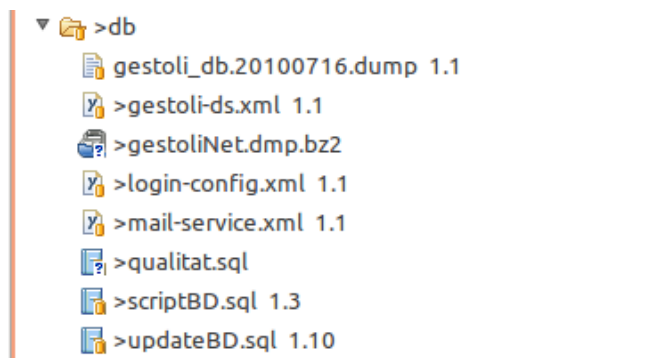 >db
gestoli_db.20100716.dump 1.1
>gestoli-ds.xml 1.1
>gestoliNet.dmp.bz2
>login-config.xml 1.1
>mail-service.xml 1.1
>qualitat.sql
>scriptBD.sql 1.3
>updateBD.sql 1.10